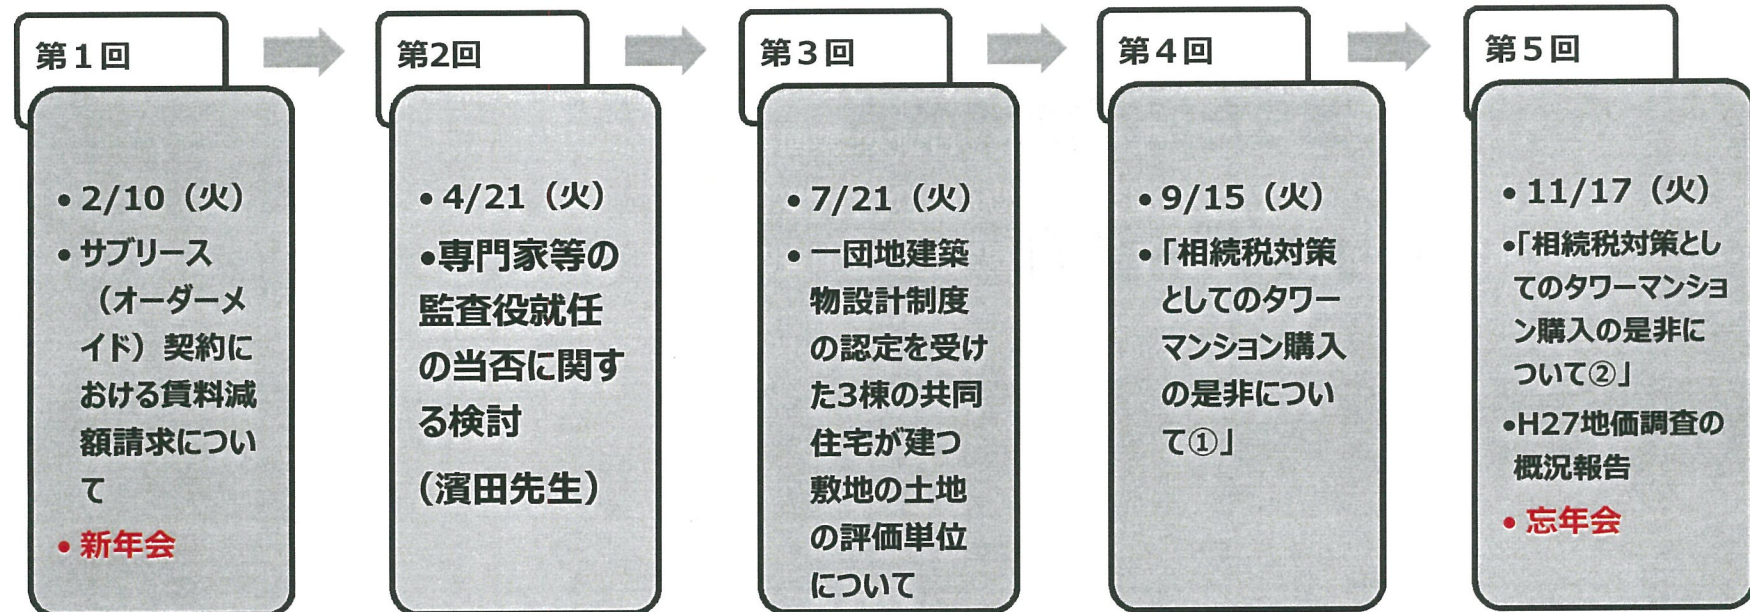 第1回
• 2/10（火）
• サブリース
（オーダーメ
イド）契約に
おける賃料減
額請求につい
て
• 新年会
第2回
• 4/21（火）
•専門家等の
監査役就任
の当否に関す
る検討
（濱田先生）
第3回
• 7/21（火）
• 一団地建築
物設計制度
の認定を受け
た3棟の共同
住宅が建つ
敷地の土地
の評価単位
について
第4回
• 9/15（火）
• 「相続税対策
としてのタワー
マンション購入
の是非につい
て①」
第5回
• 11/17（火）
•「相続税対策とし
てのタワーマンショ
ン購入の是非に
ついて②」
•H27地価調査の
概況報告
• 忘年会